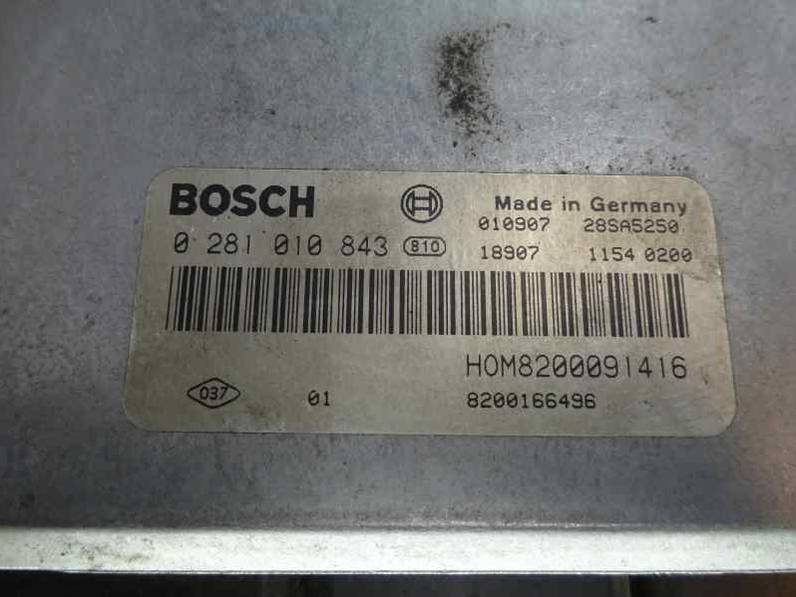 BOSCH
Made in Germany
010907 28SA5250
0 281 010 843 810
18907 1154 0200
HOM8200091416
037 01 8200166496